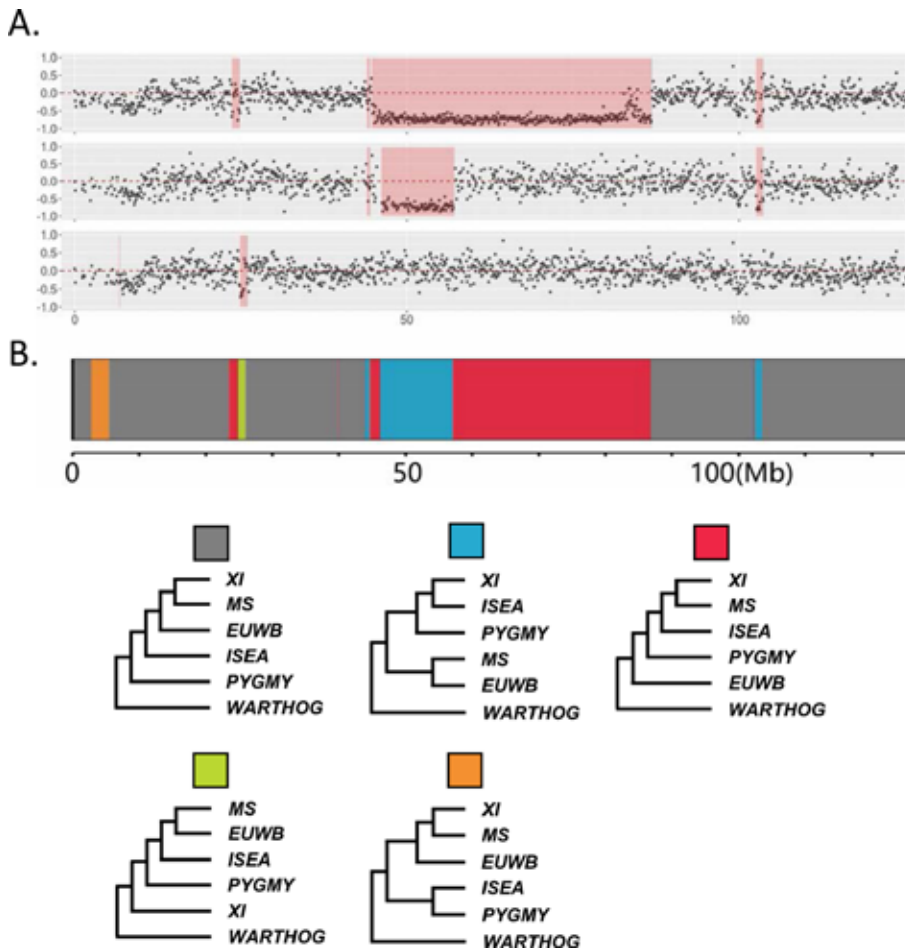 A.
1.0
0.5
0.0
-0.5
-1.0
1.0
0.5
0.0
-0.5
-1.0
1.0
0.5
0.0
-0.5
-1.0
0 50 100
B.
0 50 100(Mb)
XI
MS
EUWB
ISEA
PYGMY
WARTHOG
XI
ISEA
PYGMY
MS
EUWB
WARTHOG
XI
MS
ISEA
PYGMY
EUWB
WARTHOG
MS
EUWB
ISEA
PYGMY
XI
WARTHOG
XI
MS
EUWB
ISEA
PYGMY
WARTHOG